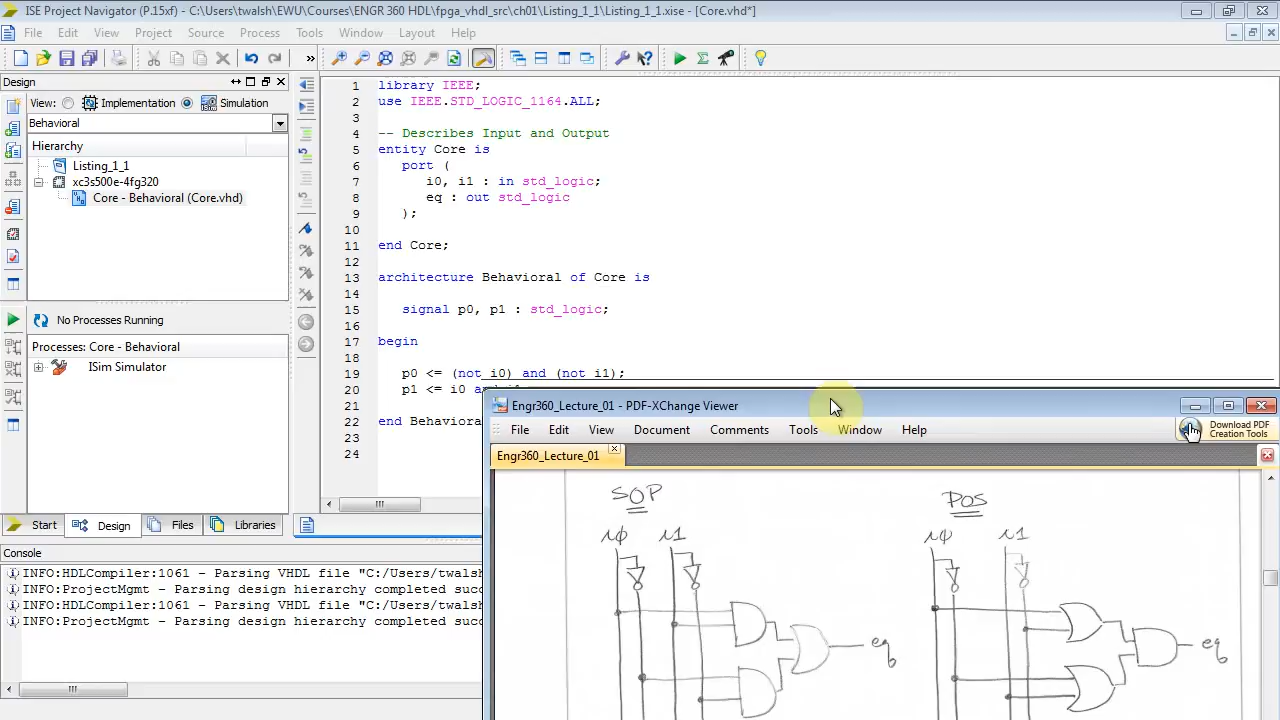 ISE Project Navigator (P.15xf) - C:\Users\twalsh\EWU\Courses\ENGR 360 HDL\fpga_vhdl_src\ch01\Listing_1_1\Listing_1_1.xise - [Core.vhd*]
File Edit View Project Source Process Tools Window Layout Help
Design
View: Implementation Simulation
Behavioral
Hierarchy
Listing_1_1
xc3s500e-4fg320
Core - Behavioral (Core.vhd)
No Processes Running
Processes: Core - Behavioral
ISim Simulator
Start Design Files Libraries
1 library IEEE;
2 use IEEE.STD_LOGIC_1164.ALL;
3
4 -- Describes Input and Output
5 entity Core is
6 port (
7 i0, i1 : in std_logic;
8 eq : out std_logic
9 );
10
11 end Core;
12
13 architecture Behavioral of Core is
14
15 signal p0, p1 : std_logic;
16
17 begin
18
19 p0 <= (not i0) and (not i1);
20 p1 <= i0
21
22 end Behavioral
23
24
Console
INFO:HDLCompiler:1061 - Parsing VHDL file "C:/Users/twalsh/EWU
INFO:ProjectMgmt - Parsing design hierarchy completed succ
INFO:HDLCompiler:1061 - Parsing VHDL file "C:/Users/twalsh/EWU
INFO:ProjectMgmt - Parsing design hierarchy completed succ
Engr360_Lecture_01 - PDF-XChange Viewer
File Edit View Document Comments Tools Window Help
Download PDF
Creation Tools
Engr360_Lecture_01
SOP
i0 i1
eq
POS
i0 i1
eq